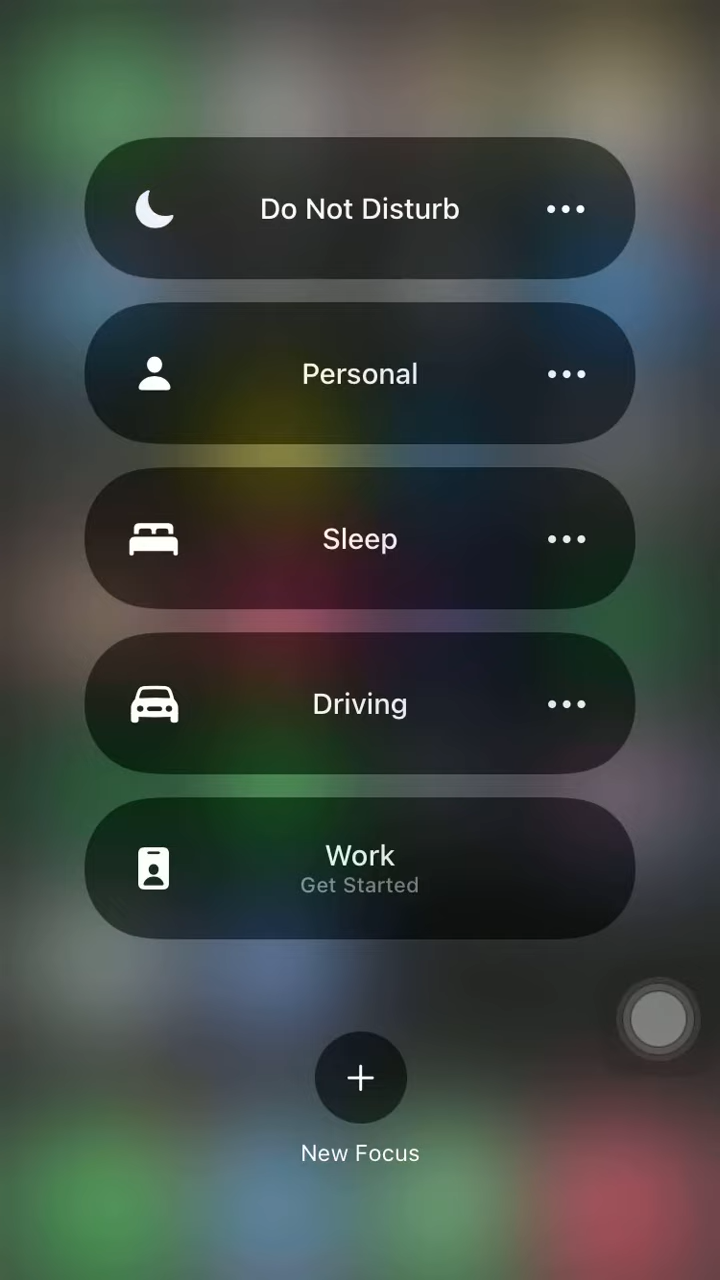 Do Not Disturb
Personal
Sleep
Driving
Work
Get Started
New Focus